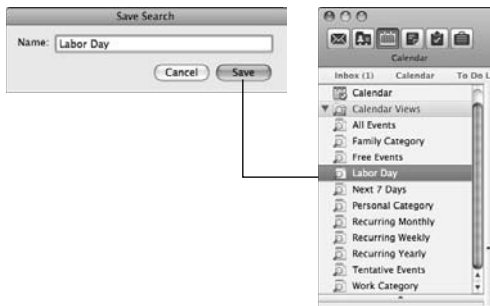 Save Search
Name: Labor Day
Cancel Save
Calendar
Inbox (1) Calendar To Do L
Calendar
Calendar Views
All Events
Family Category
Free Events
Labor Day
Next 7 Days
Personal Category
Recurring Monthly
Recurring Weekly
Recurring Yearly
Tentative Events
Work Category